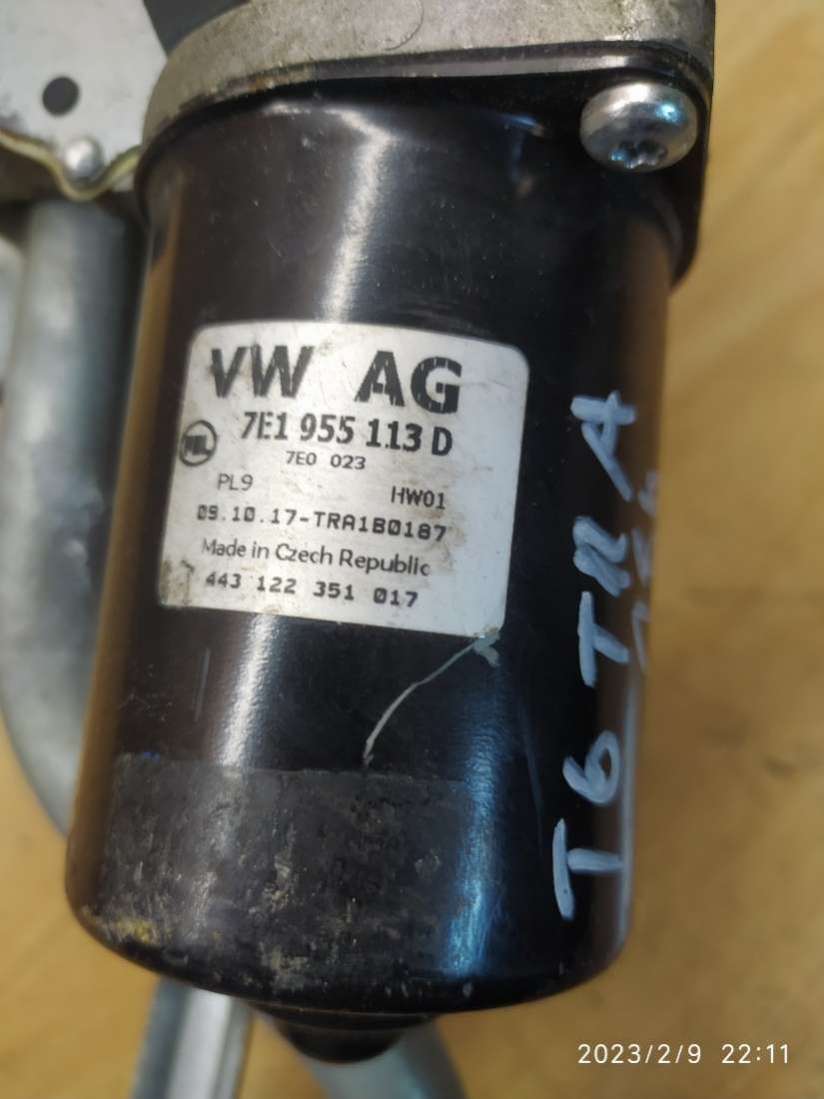 VW AG
7E1 955 113 D
7E0 023
PL9 HW01
09.10.17-TRA1B0187
Made in Czech Republic
443 122 351 017
T6 TRA
2023/2/9 22:11